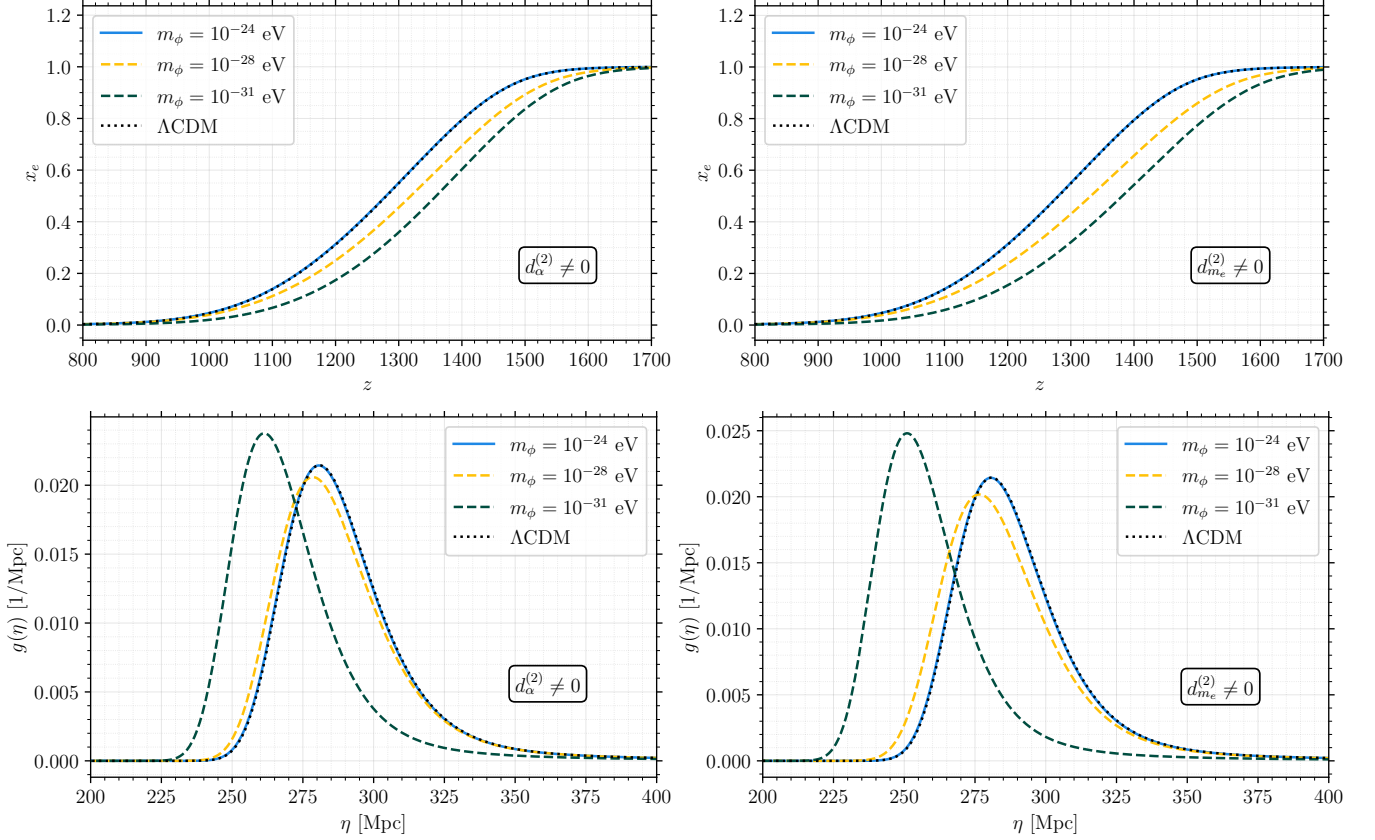 1.2
1.0
0.8
0.6
0.4
0.2
0.0
x_e
m_ϕ = 10⁻²⁴ eV
m_ϕ = 10⁻²⁸ eV
m_ϕ = 10⁻³¹ eV
ΛCDM
d_α^(2) ≠ 0
800 900 1000 1100 1200 1300 1400 1500 1600 1700
z
1.2
1.0
0.8
0.6
0.4
0.2
0.0
x_e
m_ϕ = 10⁻²⁴ eV
m_ϕ = 10⁻²⁸ eV
m_ϕ = 10⁻³¹ eV
ΛCDM
d_{m_e}^(2) ≠ 0
800 900 1000 1100 1200 1300 1400 1500 1600 1700
z
0.020
0.015
0.010
0.005
0.000
g(η) [1/Mpc]
m_ϕ = 10⁻²⁴ eV
m_ϕ = 10⁻²⁸ eV
m_ϕ = 10⁻³¹ eV
ΛCDM
d_α^(2) ≠ 0
200 225 250 275 300 325 350 375 400
η [Mpc]
0.025
0.020
0.015
0.010
0.005
0.000
g(η) [1/Mpc]
m_ϕ = 10⁻²⁴ eV
m_ϕ = 10⁻²⁸ eV
m_ϕ = 10⁻³¹ eV
ΛCDM
d_{m_e}^(2) ≠ 0
200 225 250 275 300 325 350 375 400
η [Mpc]